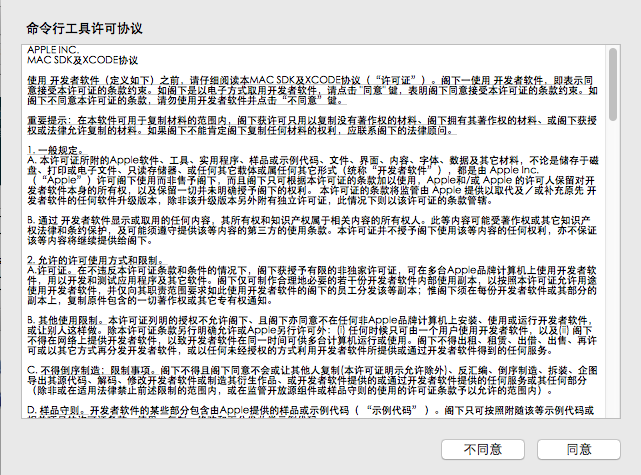 命令行工具许可协议
APPLE INC.
MAC SDK及XCODE协议
使用 开发者软件（定义如下）之前，请仔细阅读本MAC SDK及XCODE协议（“许可证”）。阁下一使用 开发者软件，即表示同
意接受本许可证的条款约束。如阁下是以电子方式取用开发者软件，请点击“同意”键，表明阁下同意接受本许可证的条款约束。如
阁下不同意本许可证的条款，请勿使用开发者软件并点击“不同意”键。
重要提示：在本软件可用于复制材料的范围内，阁下获许可只用以复制没有著作权的材料、阁下拥有其著作权的材料、或阁下获授
权或法律允许复制的材料。如果阁下不能肯定阁下复制任何材料的权利，应联系阁下的法律顾问。
1. 一般规定。
A. 本许可证所附的Apple软件、工具、实用程序、样品或示例代码、文件、界面、内容、字体、数据及其它材料，不论是储存于磁
盘、打印或电子文件、只读存储器、或任何其它载体或属任何其它形式（统称“开发者软件”），都是由 Apple Inc.
（“Apple”）许可阁下使用而非售予阁下，而且阁下只可根据本许可证的条款加以使用，Apple和/或 Apple 的许可人保留对开
发者软件本身的所有权，以及保留一切并未明确授予阁下的权利。 本许可证的条款将监管由 Apple 提供以取代及／或补充原先 开
发者软件的任何软件升级版本，除非该升级版本另外附有独立许可证，此情况下则以该许可证的条款管辖。
B. 通过 开发者软件显示或取用的任何内容，其所有权和知识产权属于相关内容的所有权人。此等内容可能受著作权或其它知识产
权法律和条约保护，及可能须遵守提供该等内容的第三方的使用条款。本许可证并不授予阁下使用该等内容的任何权利，亦不保证
该等内容将继续提供给阁下。
2. 允许的许可使用方式和限制。
A.许可证。在不违反本许可证条款和条件的情况下，阁下获授予有限的非独家许可证，可在多台Apple品牌计算机上使用开发者软
件，用以开发和测试应用程序及其它软件。阁下仅可制作合理地必要的若干份开发者软件内部使用副本，以按照本许可证允许用途
使用开发者软件，并仅向其职责范围要求如此使用开发者软件的阁下的员工分发该等副本；惟阁下须在每份开发者软件或其部分的
副本上，复制原件包含的一切著作权或其它专有权通知。
B. 其他使用限制。本许可证列明的授权不允许阁下、且阁下亦同意不在任何非Apple品牌计算机上安装、使用或运行开发者软件，
或让别人这样做。除本许可证条款另行明确允许或Apple另行许可外：(i) 任何时候只可由一个用户使用开发者软件，以及(ii) 阁下
不得在网络上提供开发者软件，以致开发者软件在同一时间可供多台计算机运行或使用。阁下不得出租、租赁、出借、出售、再许
可或以其它方式再分发开发者软件，或以任何未经授权的方式利用开发者软件所提供或通过开发者软件得到的任何服务。
C. 不得倒序制造；限制事项。阁下不得且阁下同意不会或让其他人复制(本许可证明示允许除外)、反汇编、倒序制造、拆装、企图
导出其源代码、解码、修改开发者软件或制造其衍生作品、或开发者软件提供的或通过开发者软件提供的任何服务或其任何部分
（除非或在适用法律禁止前述限制的范围内，或在监管开放源组件或样品守则的使用的许可证条款予以允许的范围内）。
D. 样品守则。开发者软件的某些部分包含由Apple提供的样品或示例代码（ “示例代码” ）。阁下只可按照附随该等示例代码或
不同意
同意